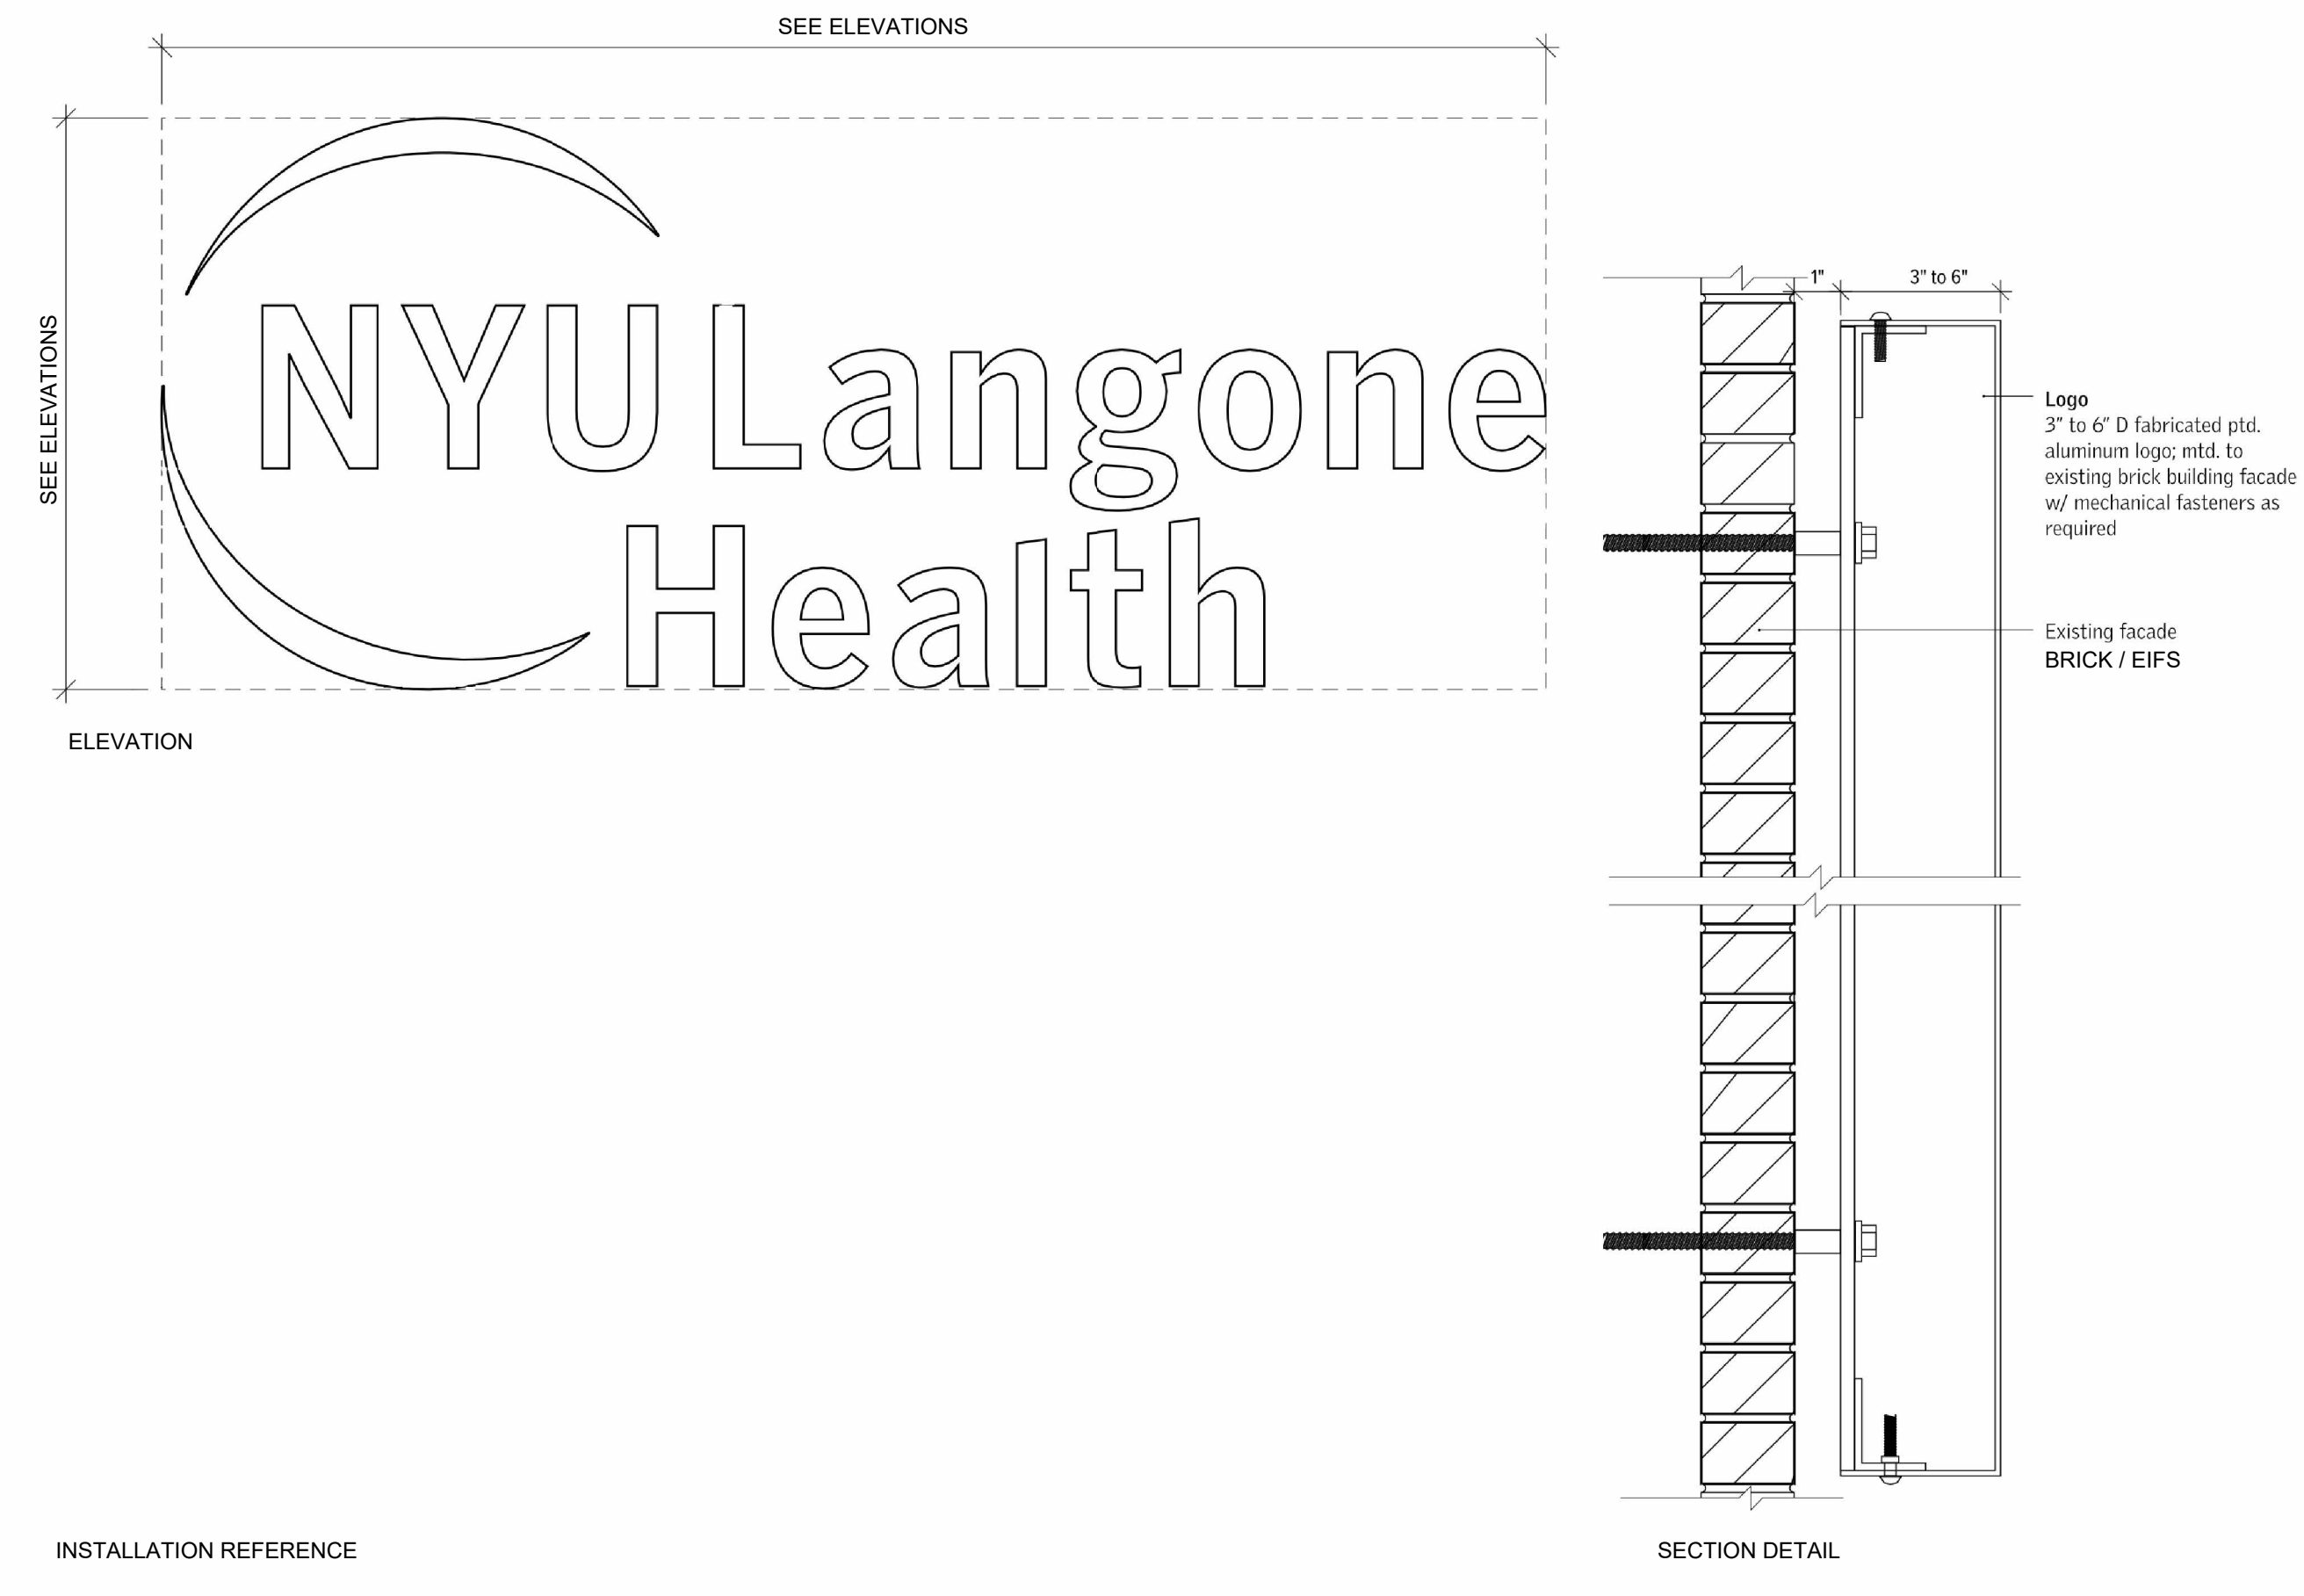 SEE ELEVATIONS
SEE ELEVATIONS
NYU Langone
Health
ELEVATION
1" 3" to 6"
Logo
3" to 6" D fabricated ptd.
aluminum logo; mtd. to
existing brick building facade
w/ mechanical fasteners as
required
Existing facade
BRICK / EIFS
INSTALLATION REFERENCE
SECTION DETAIL